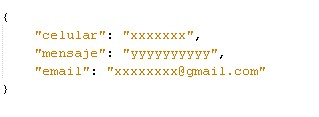 {
"celular": "xxxxxxx",
"mensaje": "yyyyyyyyyy",
"email": "xxxxxxxx@gmail.com"
}